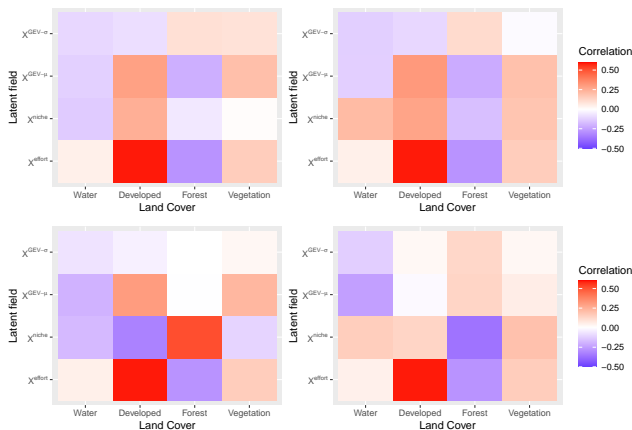 X^GEV-σ
X^GEV-μ
X^niche
X^effort
Latent field
Water Developed Forest Vegetation
Land Cover
X^GEV-σ
X^GEV-μ
X^niche
X^effort
Latent field
Water Developed Forest Vegetation
Land Cover
Correlation
0.50
0.25
0.00
-0.25
-0.50
X^GEV-σ
X^GEV-μ
X^niche
X^effort
Latent field
Water Developed Forest Vegetation
Land Cover
X^GEV-σ
X^GEV-μ
X^niche
X^effort
Latent field
Water Developed Forest Vegetation
Land Cover
Correlation
0.50
0.25
0.00
-0.25
-0.50